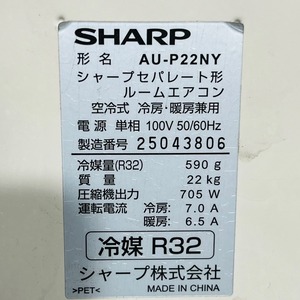 SHARP
形名 AU-P22NY
シャープセパレート形
ルームエアコン
空冷式 冷房・暖房兼用
電源 単相 100V 50/60Hz
製造番号 25043806
冷媒量(R32) 590 g
質量 22 kg
圧縮機出力 705 W
運転電流 冷房: 7.0 A
暖房: 6.5 A
冷媒 R32
シャープ株式会社
>PET< MADE IN CHINA